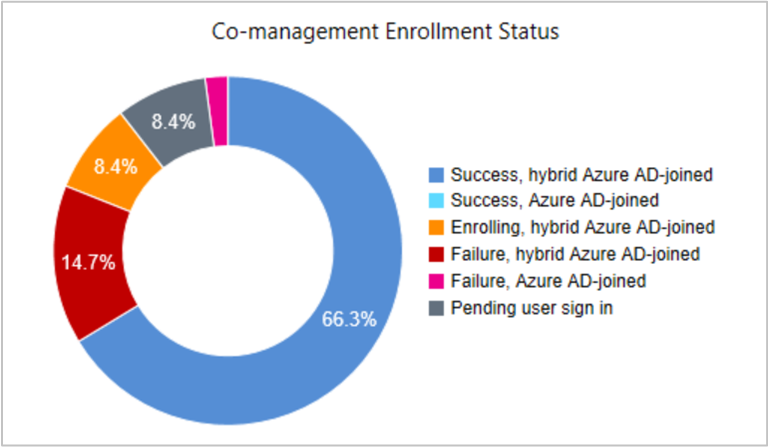 Co-management Enrollment Status
8.4%
8.4%
14.7%
66.3%
Success, hybrid Azure AD-joined
Success, Azure AD-joined
Enrolling, hybrid Azure AD-joined
Failure, hybrid Azure AD-joined
Failure, Azure AD-joined
Pending user sign in